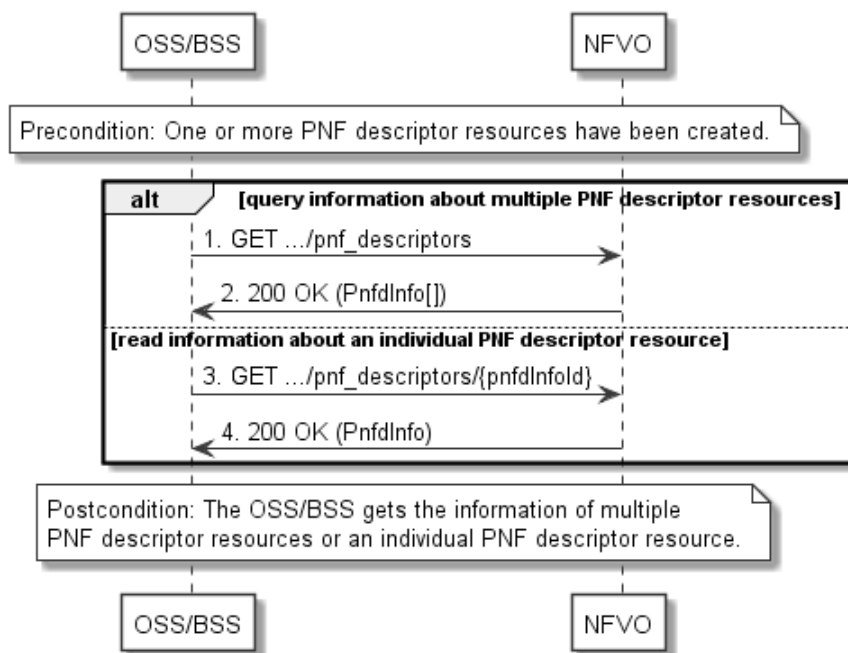 OSS/BSS
NFVO
Precondition: One or more PNF descriptor resources have been created.
alt
[query information about multiple PNF descriptor resources]
1. GET .../pnf_descriptors
2. 200 OK (PnfdInfo[])
[read information about an individual PNF descriptor resource]
3. GET .../pnf_descriptors/{pnfdInfoId}
4. 200 OK (PnfdInfo)
Postcondition: The OSS/BSS gets the information of multiple
PNF descriptor resources or an individual PNF descriptor resource.
OSS/BSS
NFVO